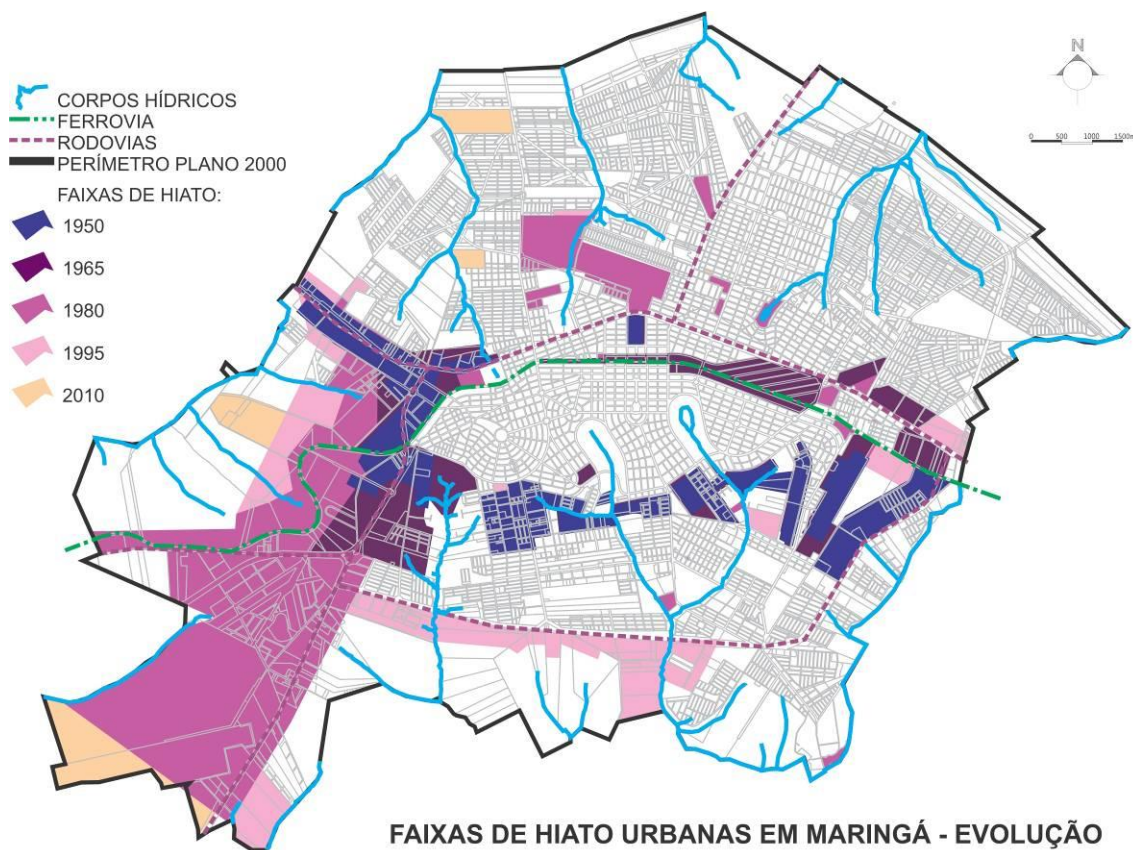 CORPOS HÍDRICOS
FERROVIA
RODOVIAS
PERÍMETRO PLANO 2000
FAIXAS DE HIATO:
1950
1965
1980
1995
2010
N
0 500 1000 1500m
FAIXAS DE HIATO URBANAS EM MARINGÁ - EVOLUÇÃO